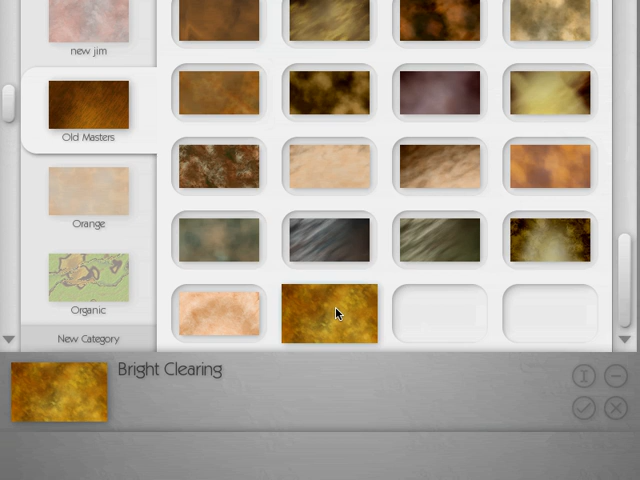 new jim
Old Masters
Orange
Organic
New Category
Bright Clearing